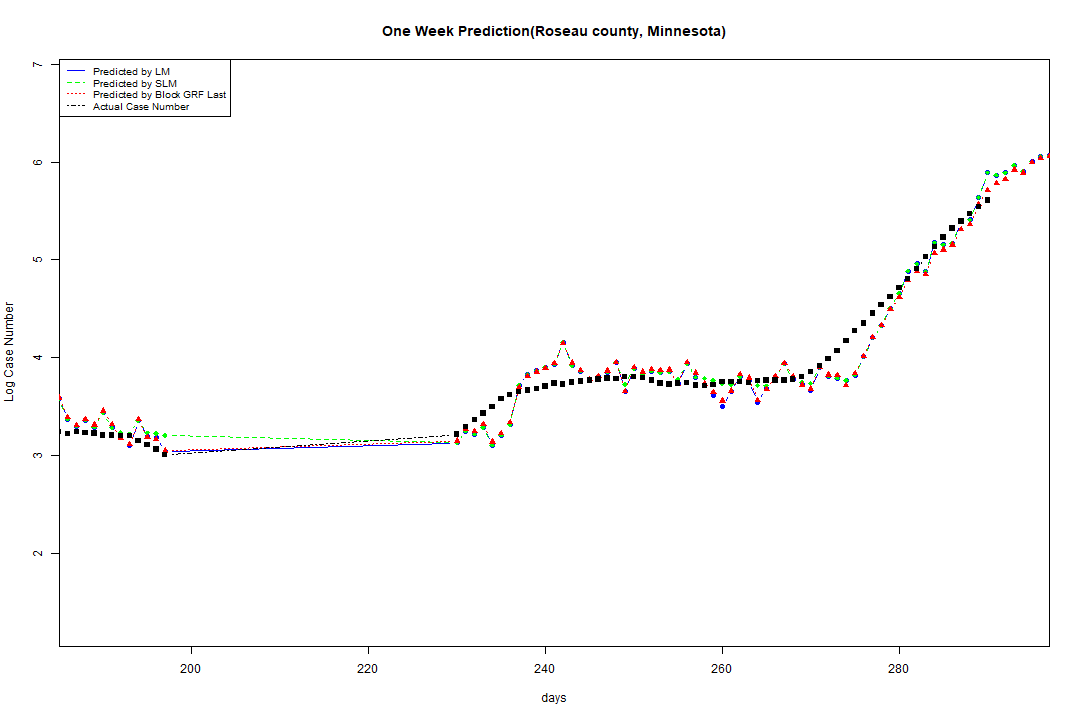 One Week Prediction(Roseau county, Minnesota)
Predicted by LM
Predicted by SLM
Predicted by Block GRF Last
Actual Case Number
7
6
5
4
3
2
Log Case Number
200 220 240 260 280
days